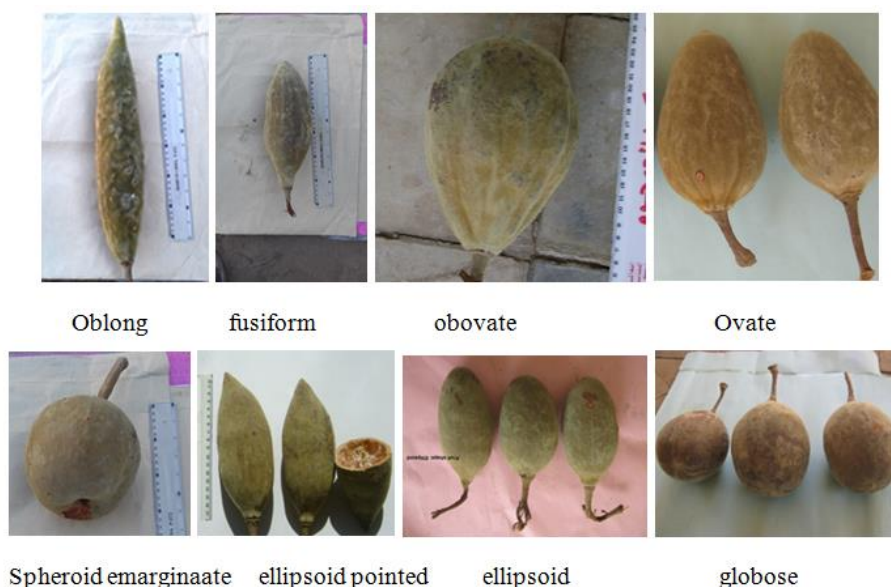 Oblong fusiform obovate Ovate
Spheroid emarginaate ellipsoid pointed ellipsoid globose